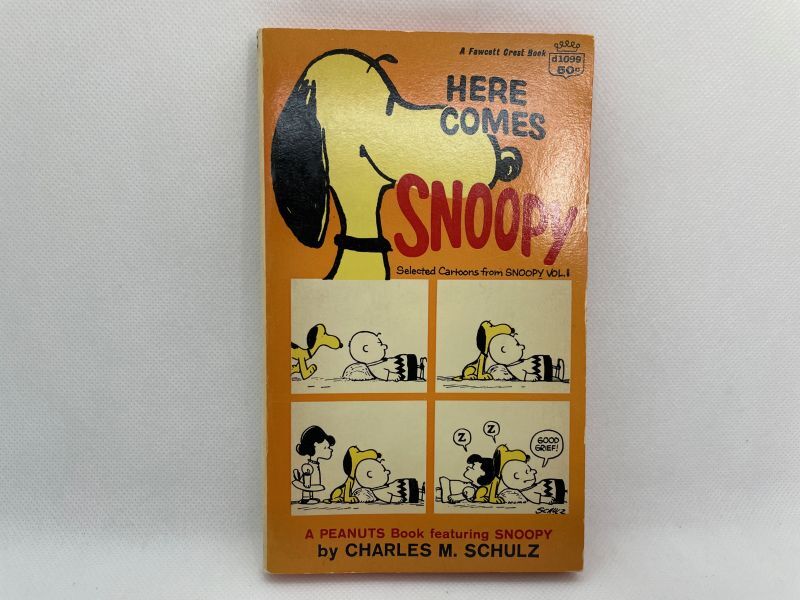 A Fawcett Crest Book
d1099
50¢
HERE
COMES
SNOOPY
Selected Cartoons from SNOOPY VOL. I
Z
Z
GOOD
GRIEF!
SCHULZ
A PEANUTS Book featuring SNOOPY
by CHARLES M. SCHULZ